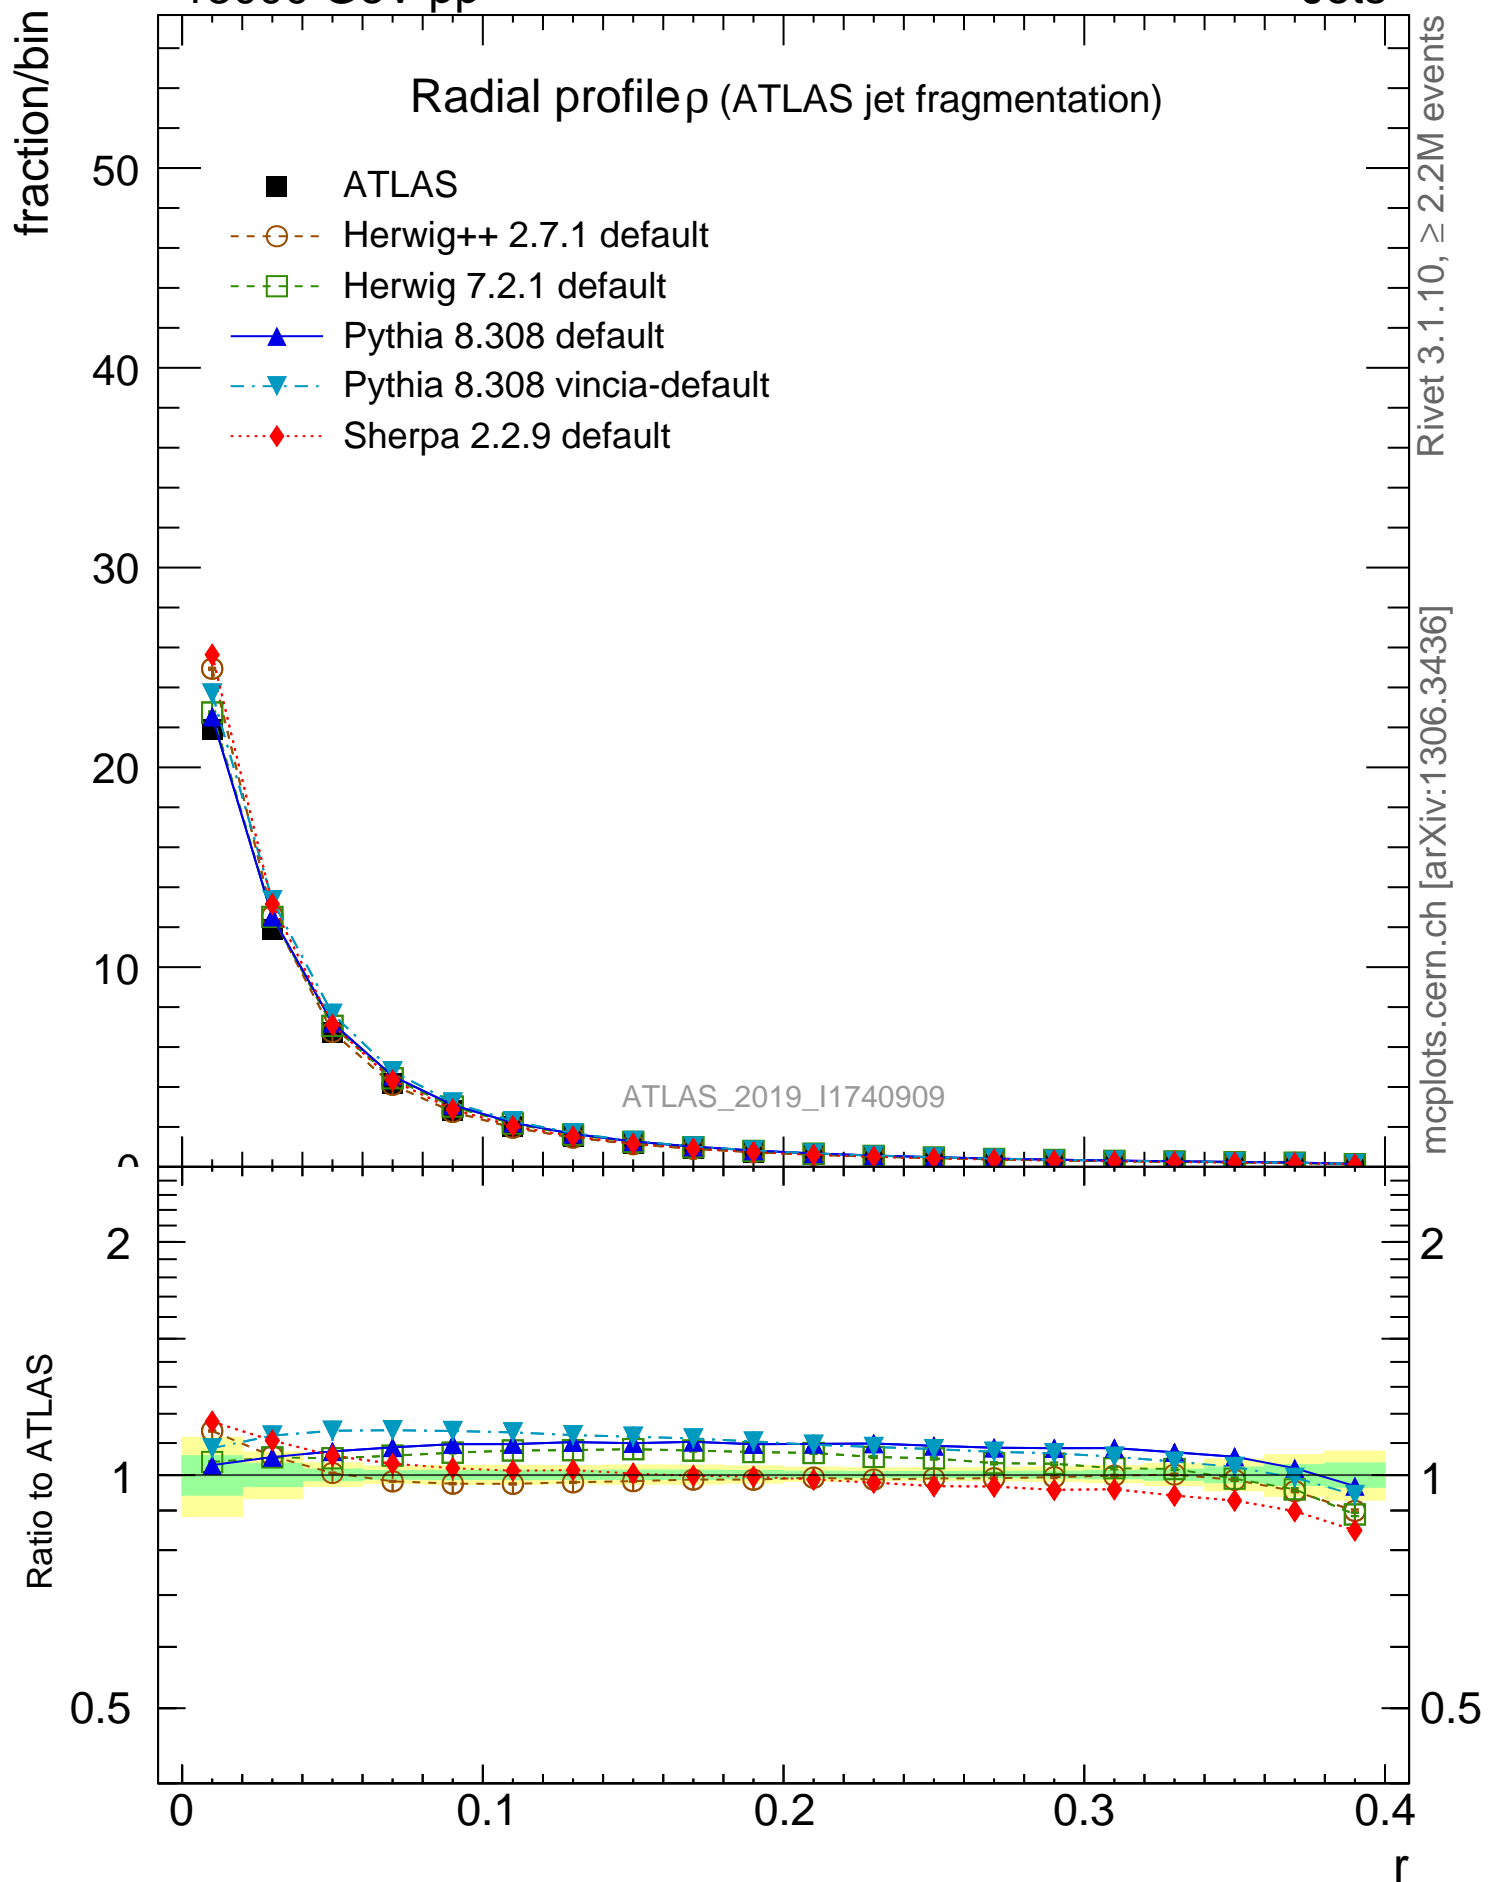 fraction/bin
Radial profile ρ (ATLAS jet fragmentation)
50
40
30
20
10
ATLAS
Herwig++ 2.7.1 default
Herwig 7.2.1 default
Pythia 8.308 default
Pythia 8.308 vincia-default
Sherpa 2.2.9 default
ATLAS_2019_I1740909
Rivet 3.1.10, ≥ 2.2M events
mcplots.cern.ch [arXiv:1306.3436]
Ratio to ATLAS
2
1
0.5
2
1
0.5
0
0.1
0.2
0.3
0.4
r